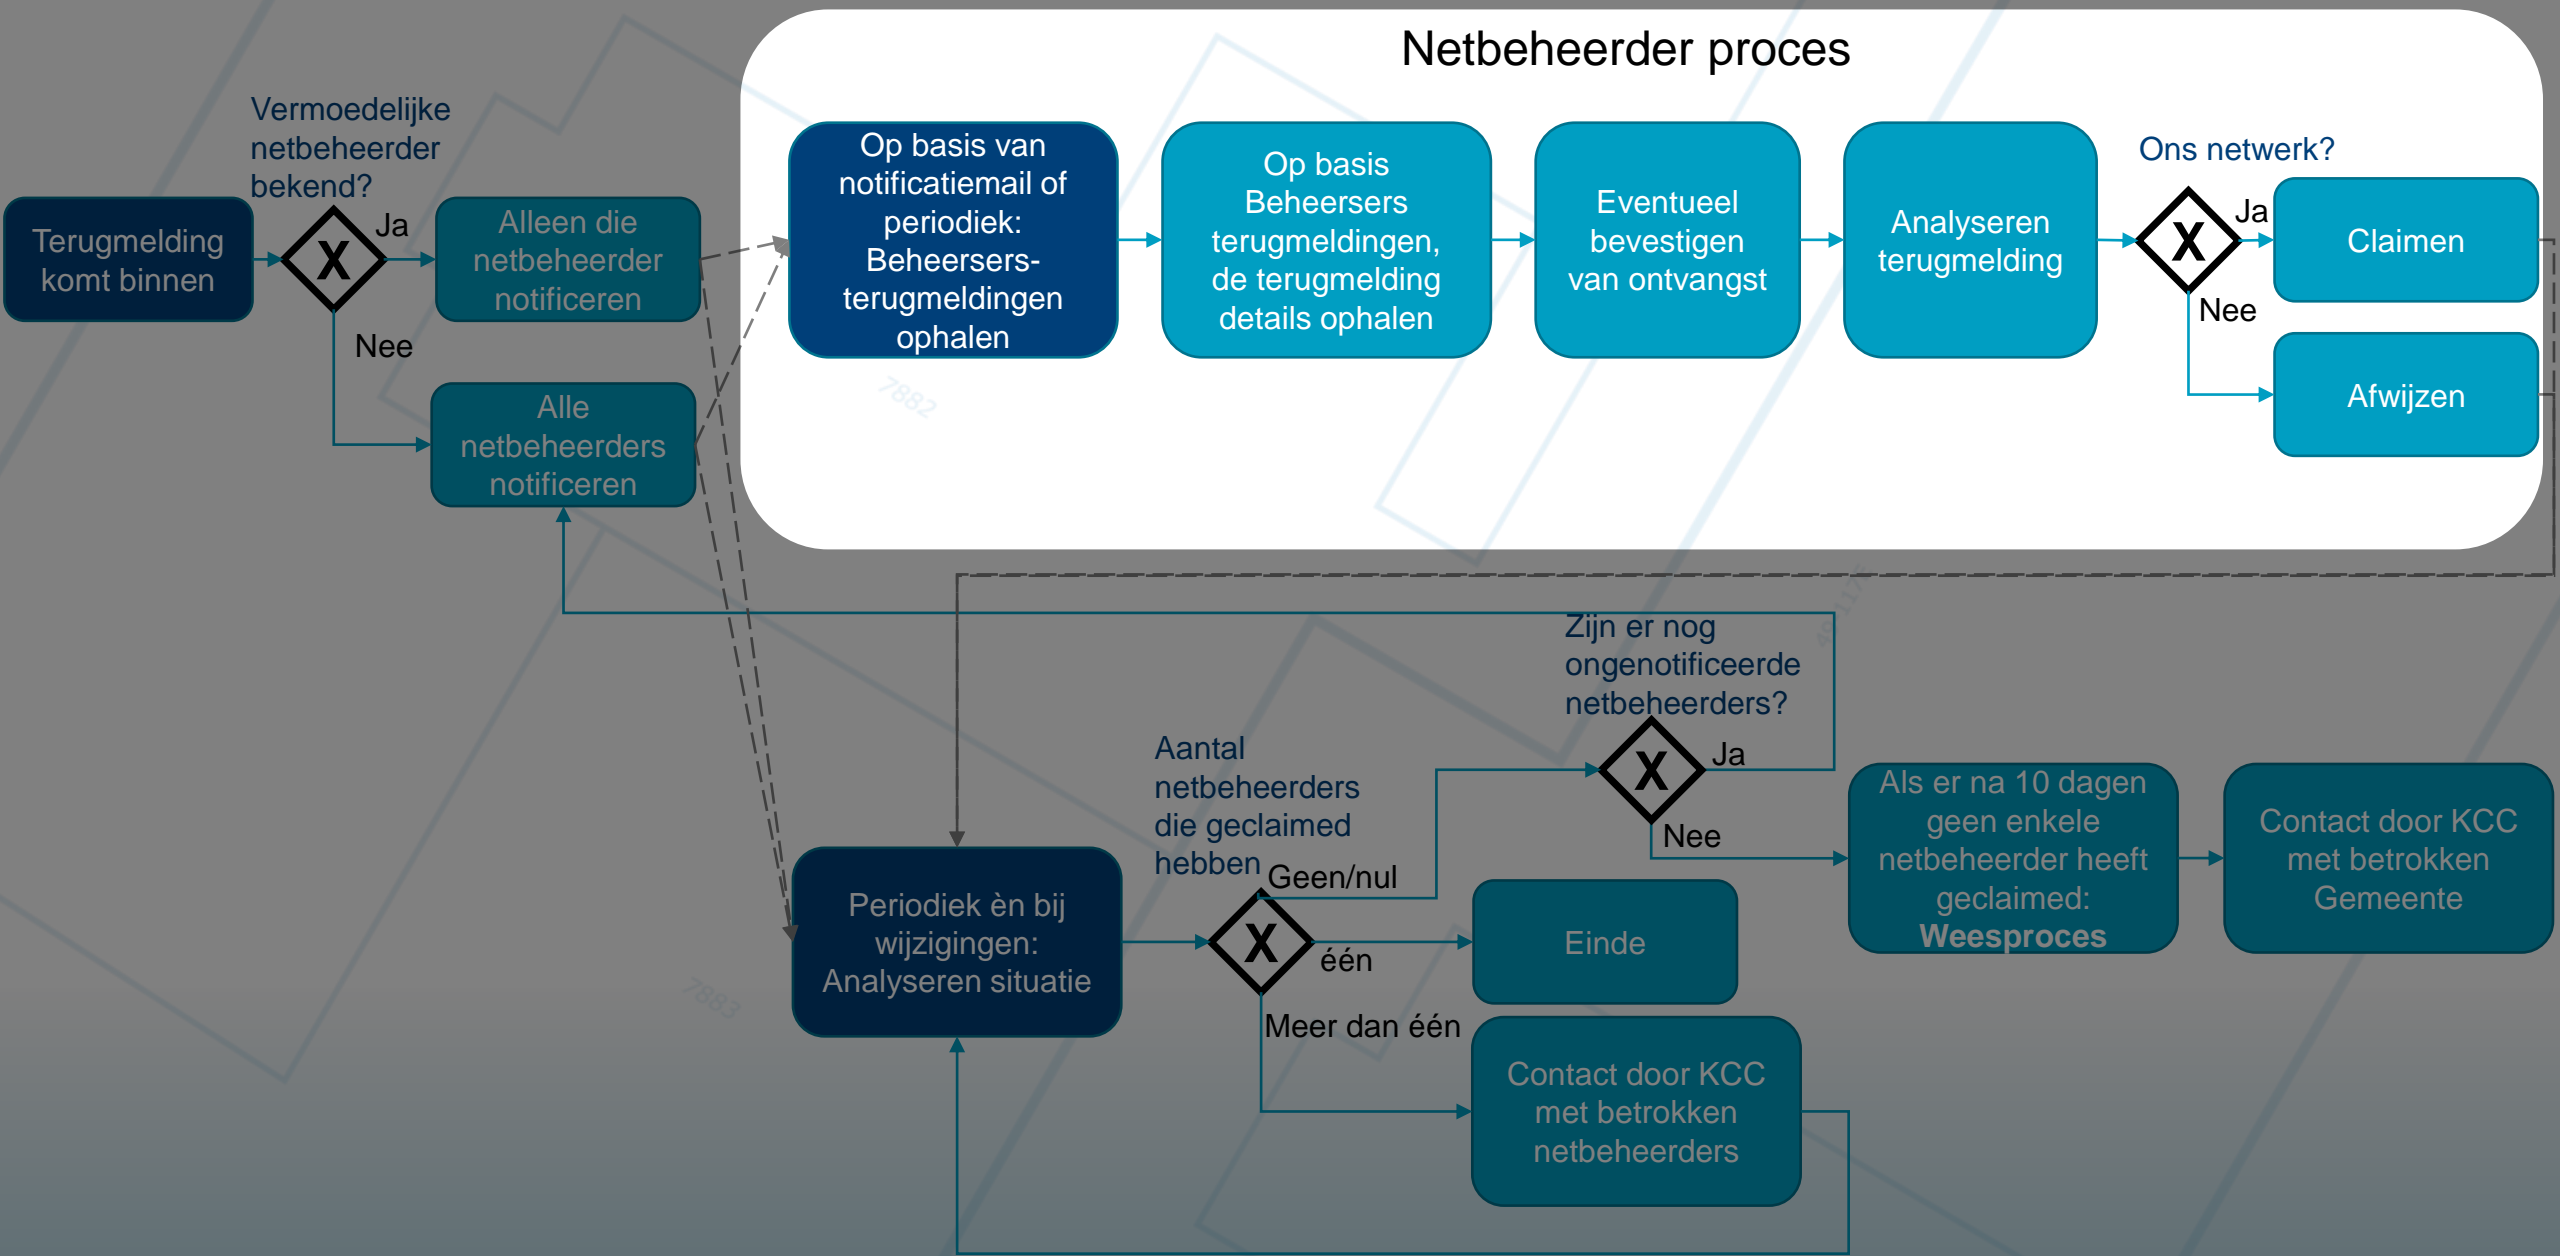 Netbeheerder proces
Vermoedelijke
netbeheerder
bekend?
Terugmelding
komt binnen
X
Ja
Nee
Alleen die
netbeheerder
notificeren
Alle
netbeheerders
notificeren
Op basis van
notificatiemail of
periodiek:
Beheersers-
terugmeldingen
ophalen
Op basis
Beheersers
terugmeldingen,
de terugmelding
details ophalen
Eventueel
bevestigen
van ontvangst
Analyseren
terugmelding
Ons netwerk?
X
Ja
Nee
Claimen
Afwijzen
7882
Zijn er nog
ongenotificeerde
netbeheerders?
X
Ja
Nee
Aantal
netbeheerders
die geclaimed
hebben
Geen/nul
X
één
Meer dan één
Periodiek èn bij
wijzigingen:
Analyseren situatie
Einde
Contact door KCC
met betrokken
netbeheerders
Als er na 10 dagen
geen enkele
netbeheerder heeft
geclaimed:
Weesproces
Contact door KCC
met betrokken
Gemeente
7883